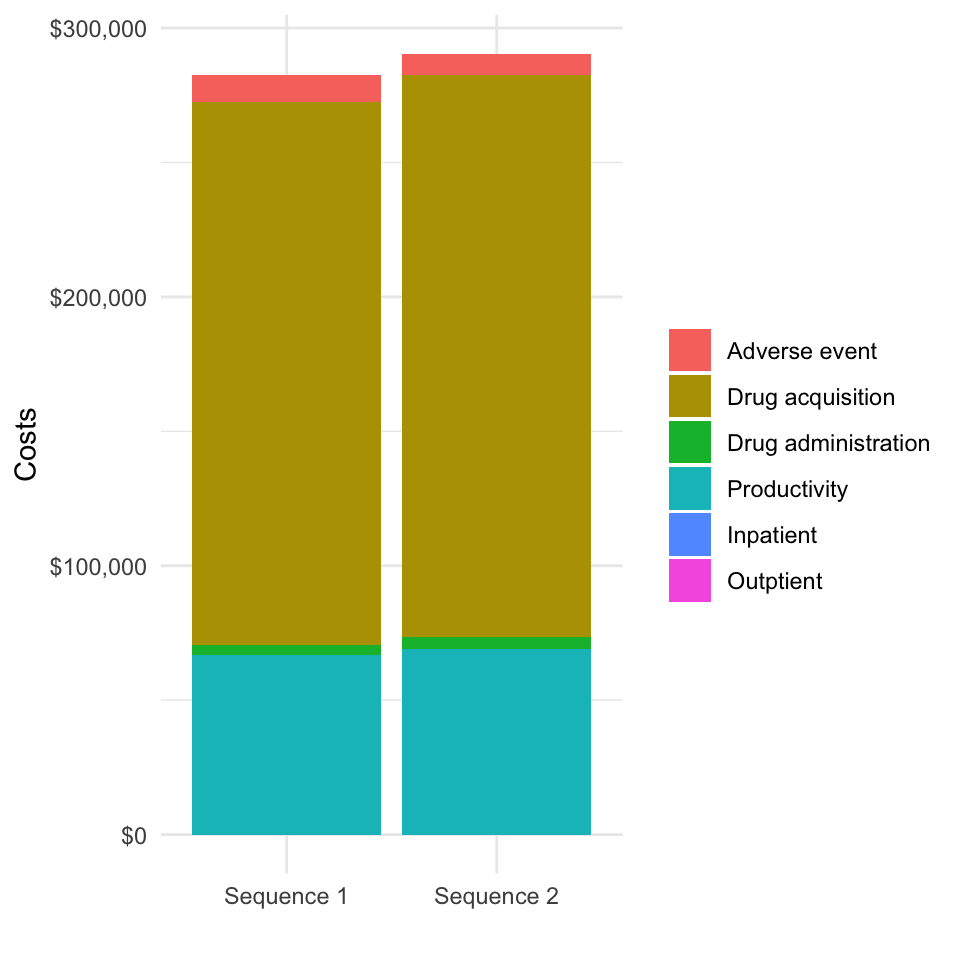 $300,000
$200,000
$100,000
$0
Costs
Sequence 1
Sequence 2
Adverse event
Drug acquisition
Drug administration
Productivity
Inpatient
Outptient